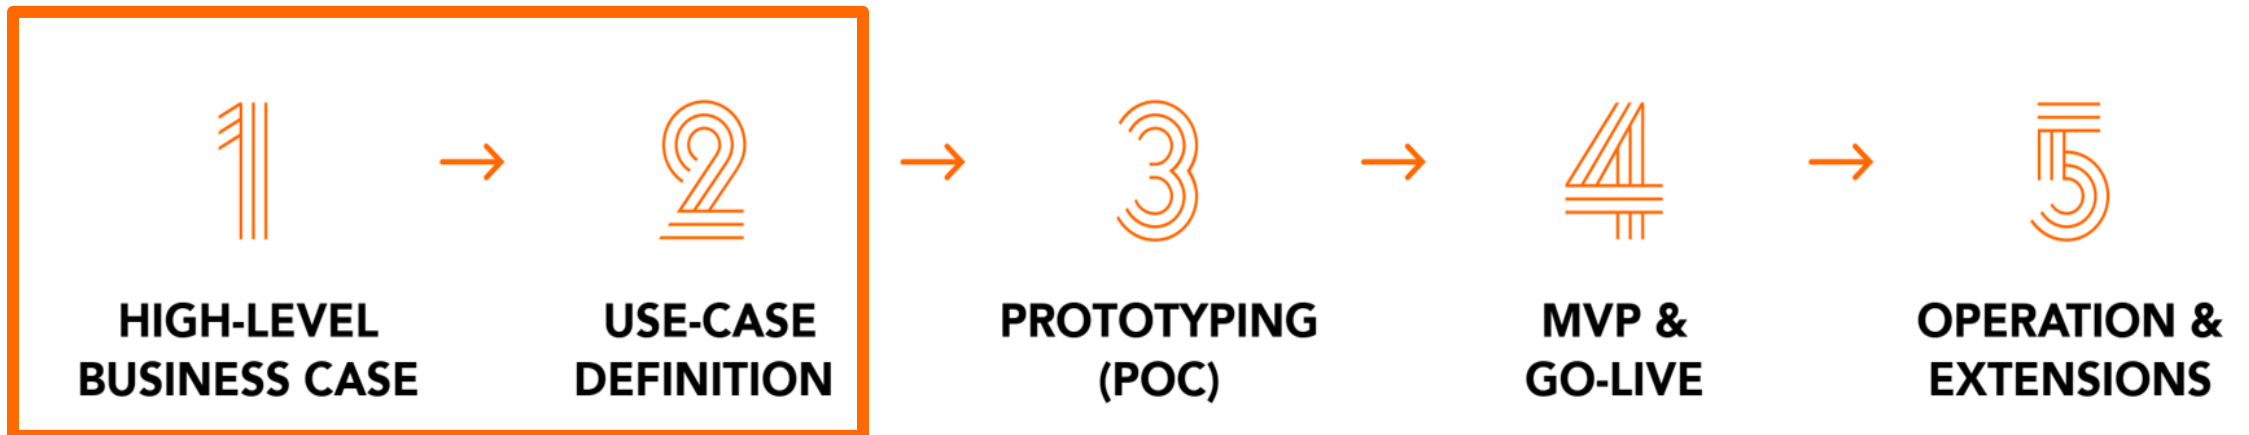 1
2
3
4
5
HIGH-LEVEL
BUSINESS CASE
USE-CASE
DEFINITION
PROTOTYPING
(POC)
MVP &
GO-LIVE
OPERATION &
EXTENSIONS